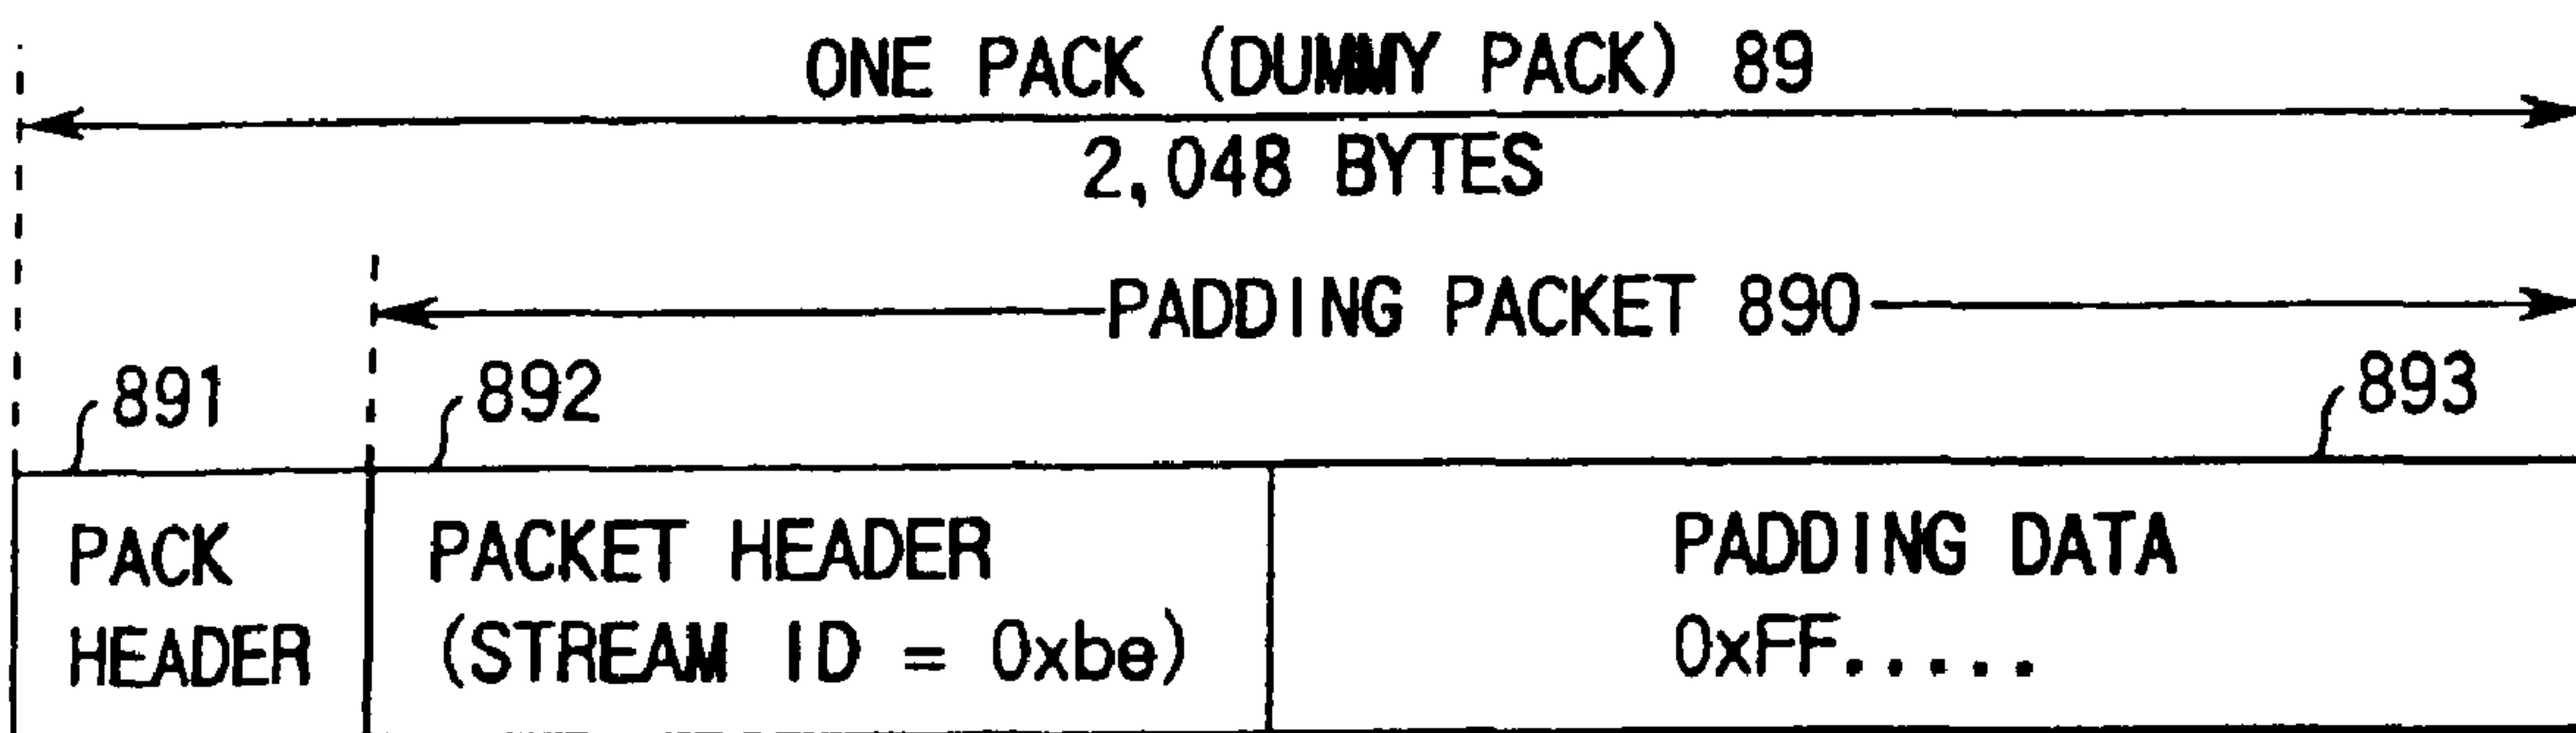 ONE PACK (DUMMY PACK) 89
2,048 BYTES
PADDING PACKET 890
891
892
893
PACK
HEADER
PACKET HEADER
(STREAM ID = 0xbe)
PADDING DATA
0xFF.....